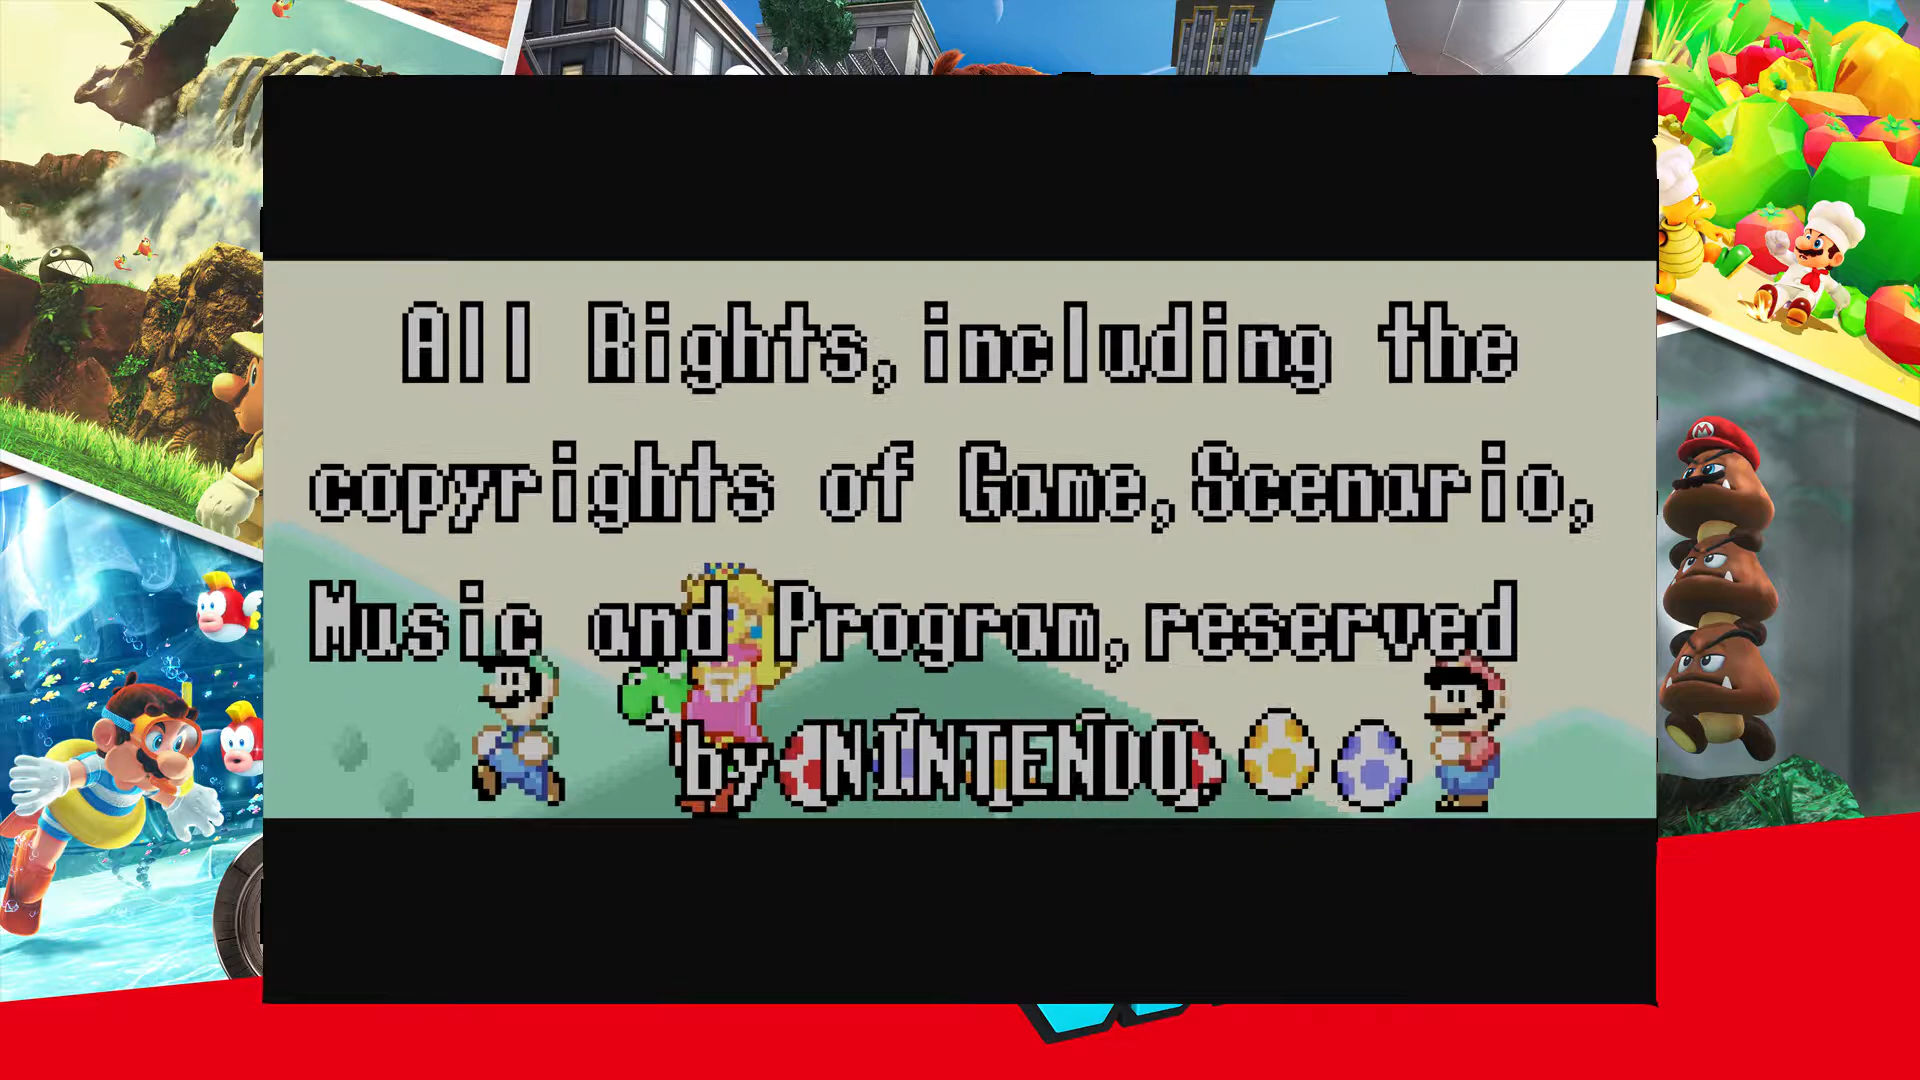 All Rights, including the
copyrights of Game, Scenario,
Music and Program, reserved
by NINTENDO.